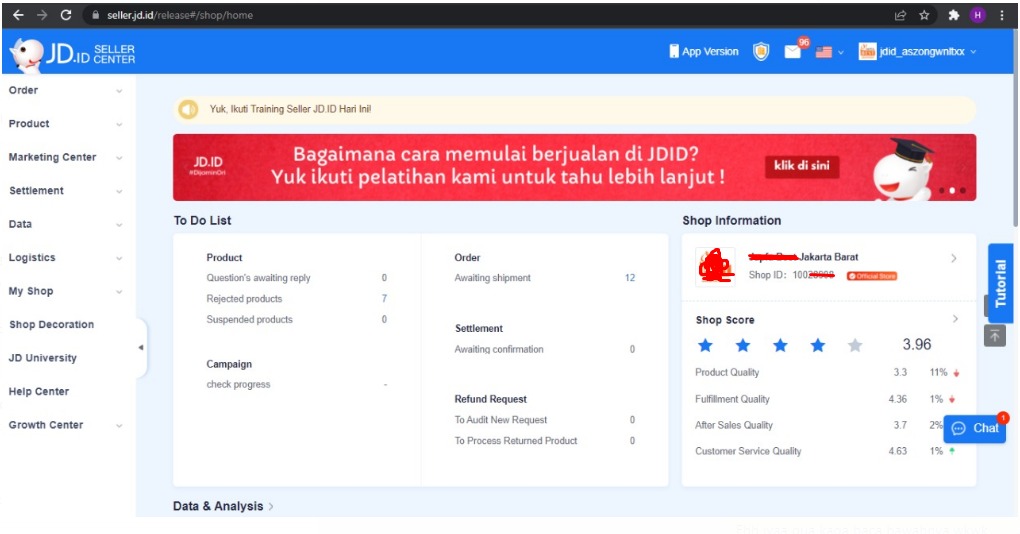 seller.jd.id/release#/shop/home
H
JD.ID SELLER CENTER
App Version
96
jdid_aszongwnltxx
Order
Product
Marketing Center
Settlement
Data
Logistics
My Shop
Shop Decoration
JD University
Help Center
Growth Center
Yuk, Ikuti Training Seller JD.ID Hari Ini!
JD.ID
#DijaminOri
Bagaimana cara memulai berjualan di JDID?
Yuk ikuti pelatihan kami untuk tahu lebih lanjut !
klik di sini
To Do List
Product
Question's awaiting reply 0
Rejected products 7
Suspended products 0
Campaign
check progress -
Order
Awaiting shipment 12
Settlement
Awaiting confirmation 0
Refund Request
To Audit New Request 0
To Process Returned Product 0
Shop Information
Jakarta Barat
Shop ID: 100
Official Store
Shop Score
3.96
Product Quality 3.3 11%
Fulfillment Quality 4.36 1%
After Sales Quality 3.7 2%
Customer Service Quality 4.63 1%
Tutorial
Chat
1
Data & Analysis